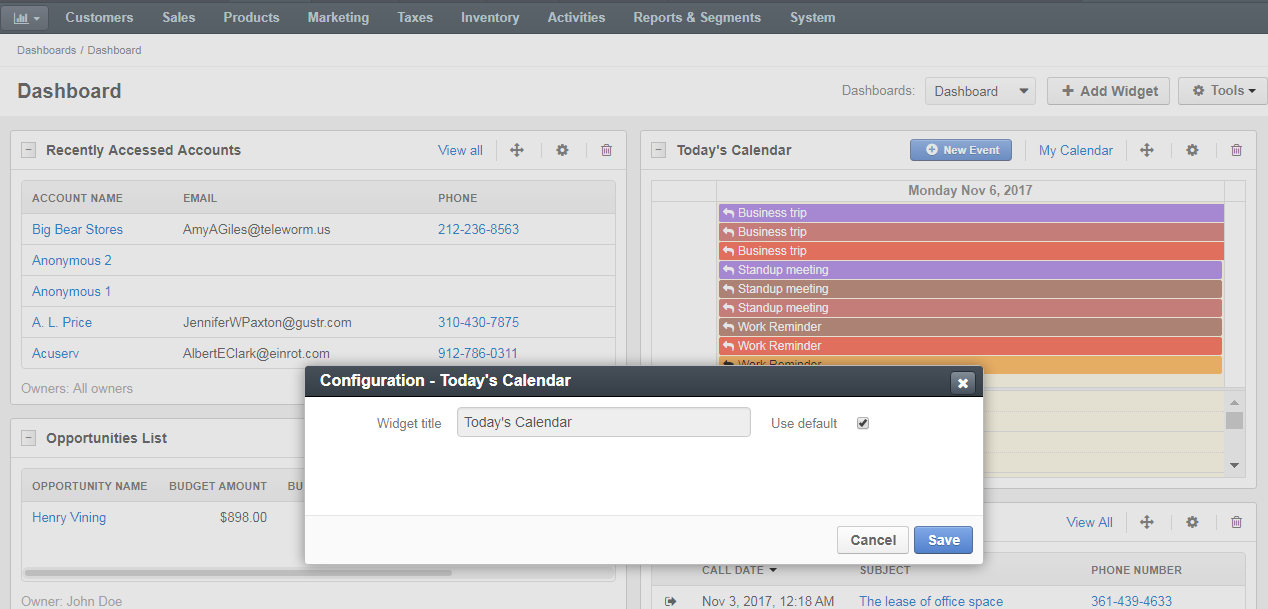 Customers Sales Products Marketing Taxes Inventory Activities Reports & Segments System
Dashboards / Dashboard
Dashboard
Dashboards: Dashboard Add Widget Tools
Recently Accessed Accounts View all
ACCOUNT NAME EMAIL PHONE
Big Bear Stores AmyAGiles@teleworm.us 212-236-8563
Anonymous 2
Anonymous 1
A. L. Price JenniferWPaxton@gustr.com 310-430-7875
Acuserv AlbertEClark@einrot.com 912-786-0311
Owners: All owners
Today's Calendar New Event My Calendar
Monday Nov 6, 2017
Business trip
Business trip
Business trip
Standup meeting
Standup meeting
Standup meeting
Work Reminder
Work Reminder
Work Reminder
Configuration - Today's Calendar
Widget title Today's Calendar Use default
Cancel Save
Opportunities List
OPPORTUNITY NAME BUDGET AMOUNT BU
Henry Vining $898.00
Owner: John Doe
View All
CALL DATE SUBJECT PHONE NUMBER
Nov 3, 2017, 12:18 AM The lease of office space 361-439-4633